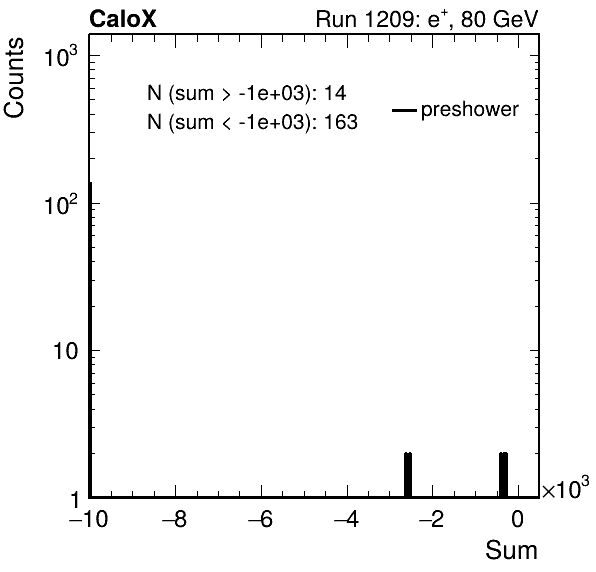 CaloX Run 1209: e⁺, 80 GeV
Counts
10³
N (sum > -1e+03): 14
N (sum < -1e+03): 163
preshower
10²
10
1
×10³
−10 −8 −6 −4 −2 0
Sum